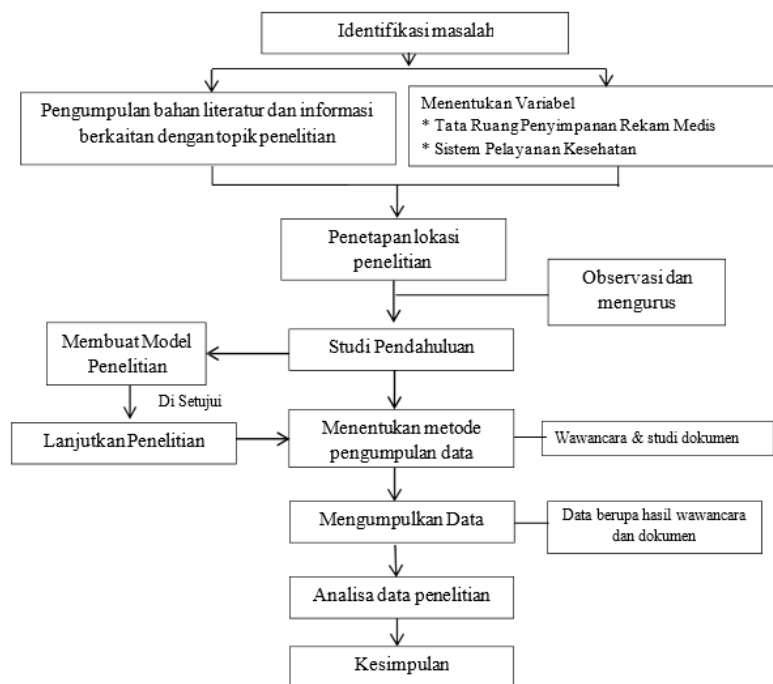 Identifikasi masalah
Pengumpulan bahan literatur dan informasi
berkaitan dengan topik penelitian
Menentukan Variabel
* Tata Ruang Penyimpanan Rekam Medis
* Sistem Pelayanan Kesehatan
Penetapan lokasi
penelitian
Observasi dan
mengurus
Membuat Model
Penelitian
Studi Pendahuluan
Di Setujui
Lanjutkan Penelitian
Menentukan metode
pengumpulan data
Wawancara & studi dokumen
Mengumpulkan Data
Data berupa hasil wawancara
dan dokumen
Analisa data penelitian
Kesimpulan